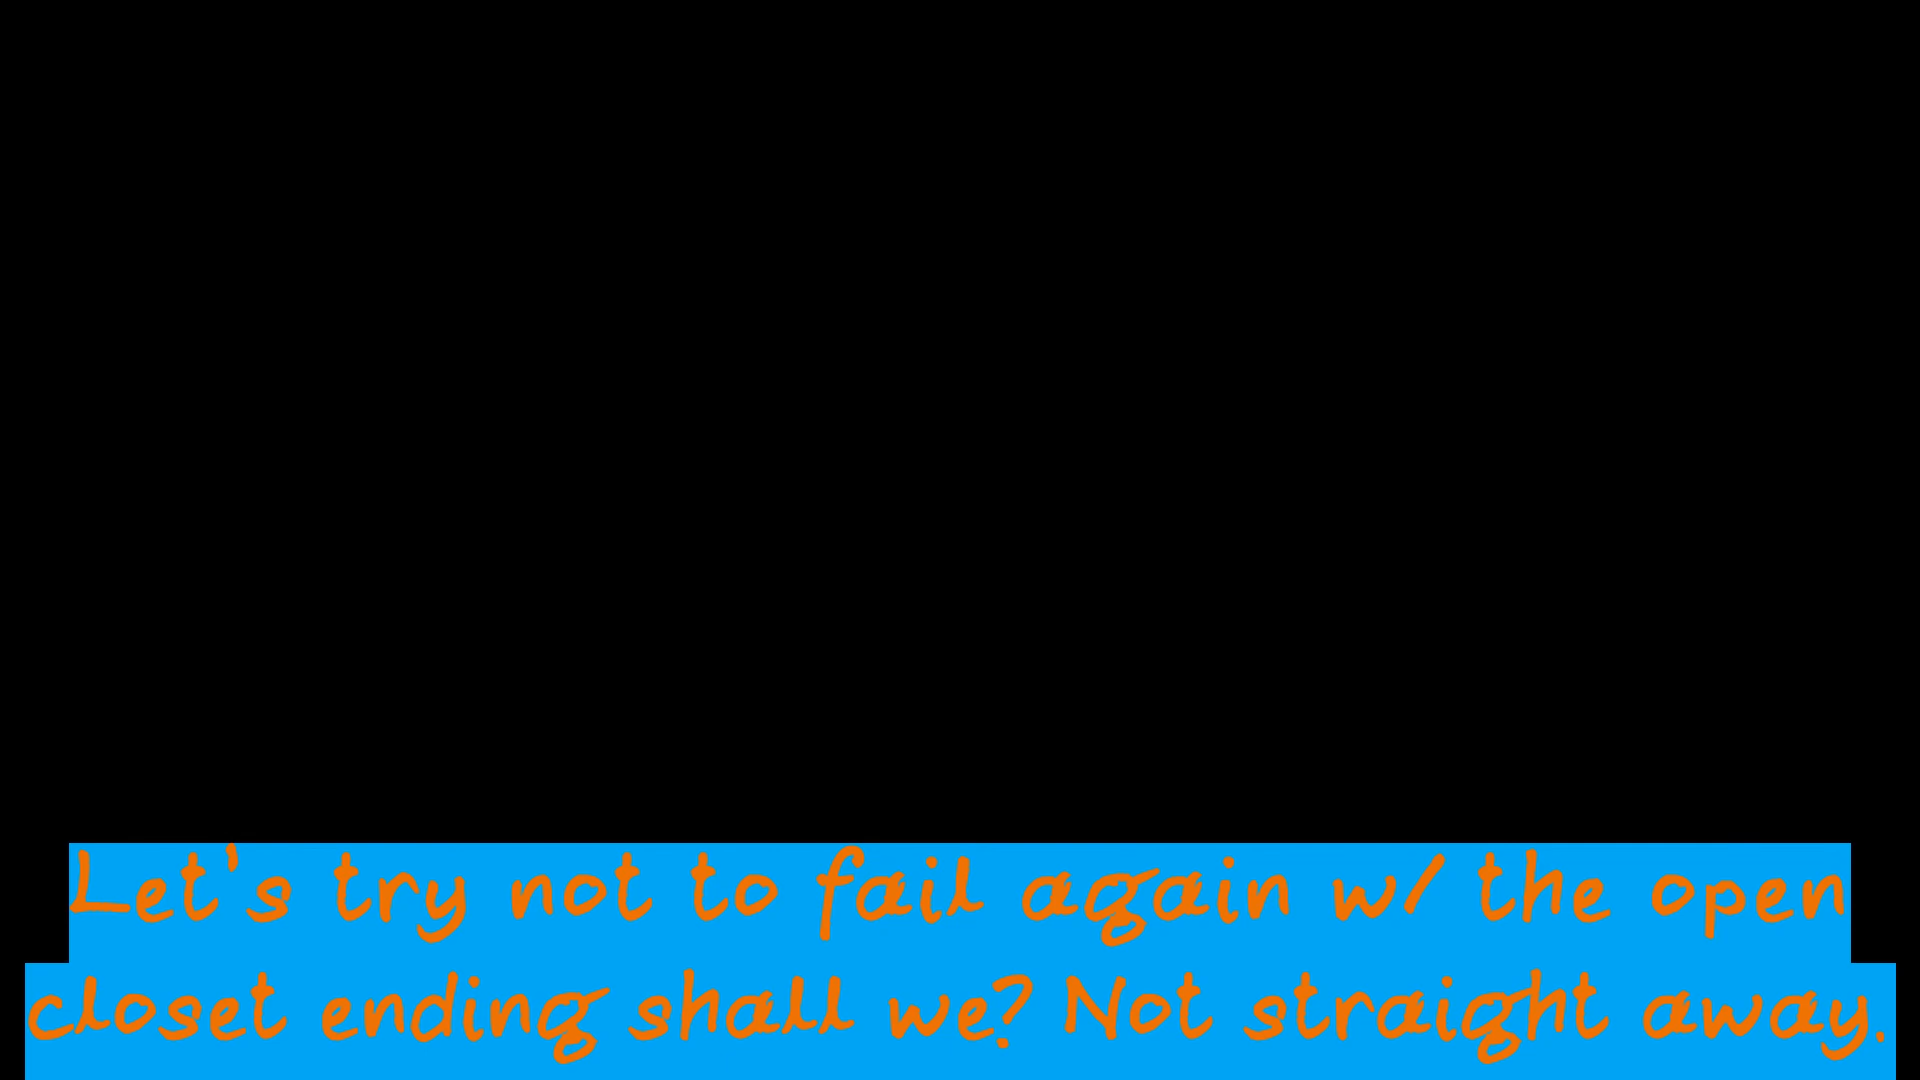 Let's try not to fail again w/ the open
closet ending shall we? Not straight away.